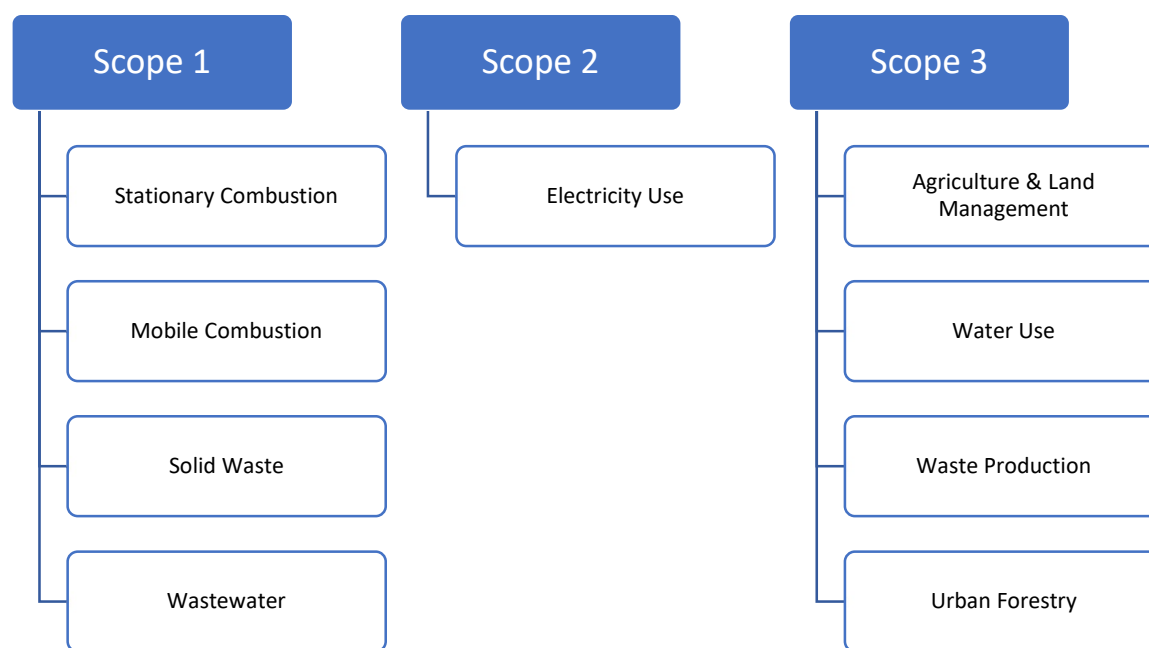 Scope 1
Stationary Combustion
Mobile Combustion
Solid Waste
Wastewater
Scope 2
Electricity Use
Scope 3
Agriculture & Land
Management
Water Use
Waste Production
Urban Forestry